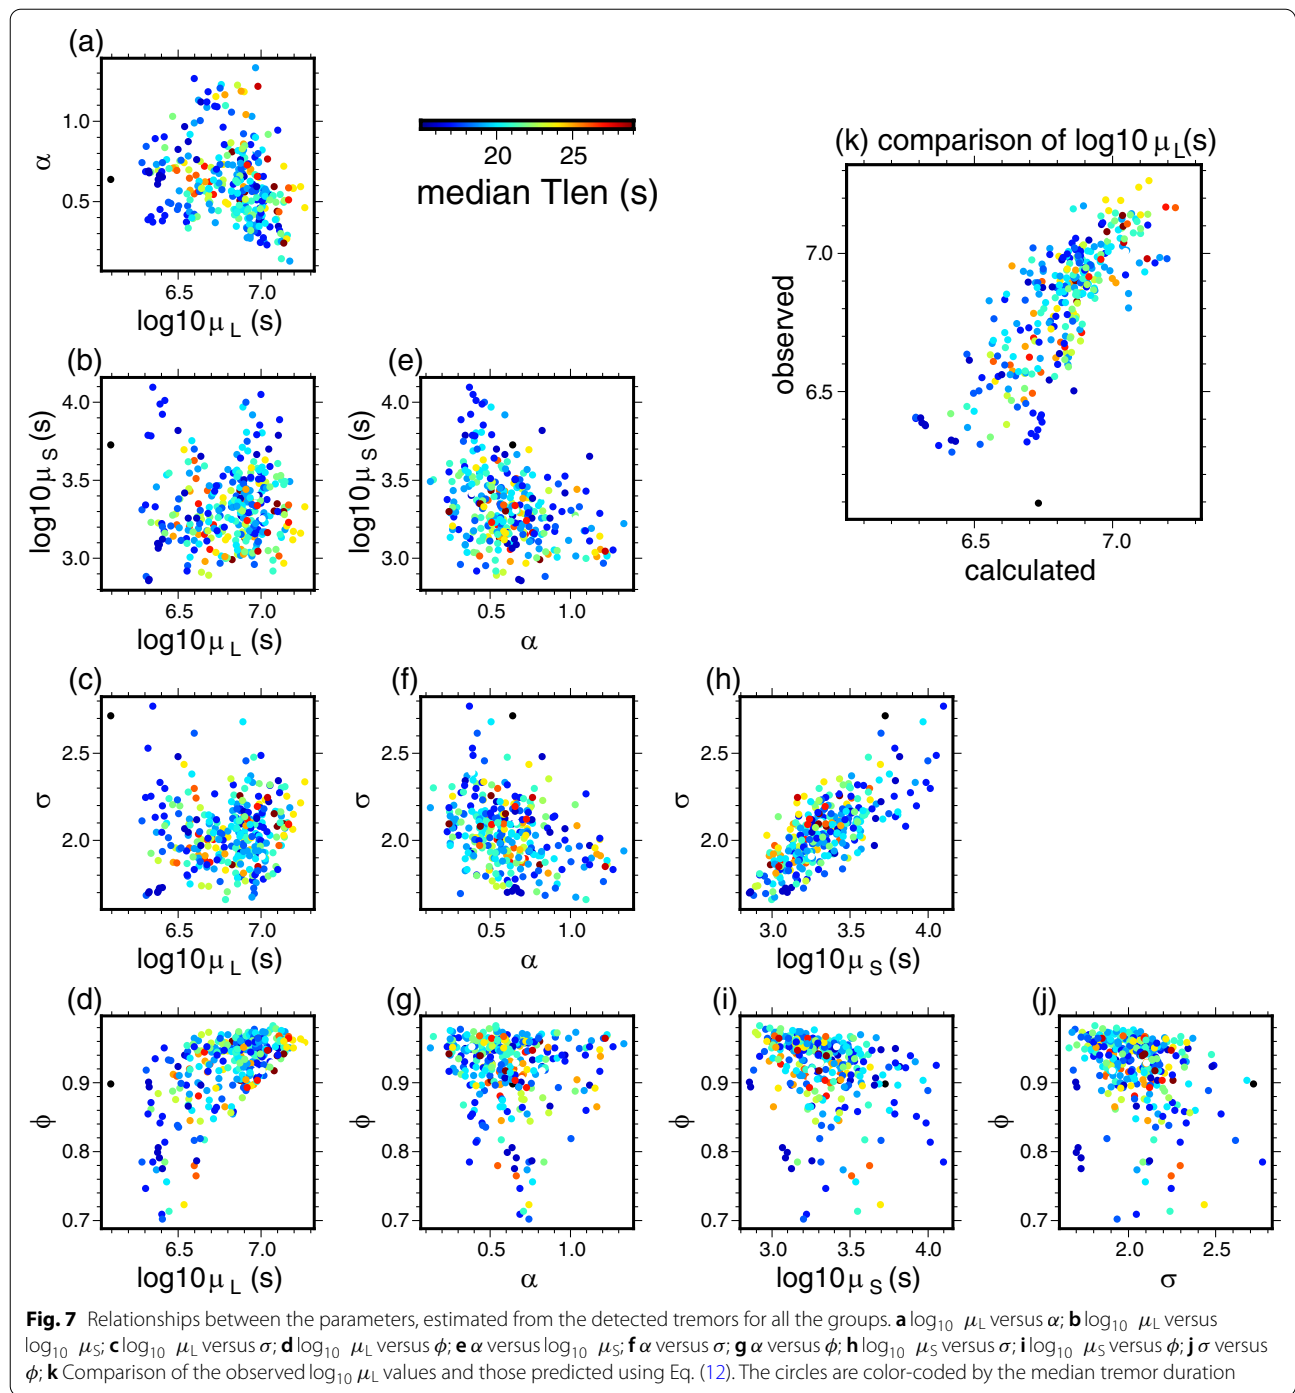 (a)
1.0
0.5
α
6.5 7.0
log10 μ L (s)
20 25
median Tlen (s)
(k) comparison of log10 μ L(s)
7.0
6.5
observed
6.5 7.0
calculated
(b)
4.0
3.5
3.0
log10 μ S (s)
6.5 7.0
log10 μ L (s)
(e)
4.0
3.5
3.0
log10 μ S (s)
0.5 1.0
α
(c)
2.5
2.0
σ
6.5 7.0
log10 μ L (s)
(f)
2.5
2.0
σ
0.5 1.0
α
(h)
2.5
2.0
σ
3.0 3.5 4.0
log10 μ S (s)
(d)
0.9
0.8
0.7
ϕ
6.5 7.0
log10 μ L (s)
(g)
0.9
0.8
0.7
ϕ
0.5 1.0
α
(i)
0.9
0.8
0.7
ϕ
3.0 3.5 4.0
log10 μ S (s)
(j)
0.9
0.8
0.7
ϕ
2.0 2.5
σ
Fig. 7 Relationships between the parameters, estimated from the detected tremors for all the groups. a log10 μL versus α; b log10 μL versus
log10 μS; c log10 μL versus σ; d log10 μL versus ϕ; e α versus log10 μS; f α versus σ; g α versus ϕ; h log10 μS versus σ; i log10 μS versus ϕ; j σ versus
ϕ; k Comparison of the observed log10 μL values and those predicted using Eq. (12). The circles are color-coded by the median tremor duration